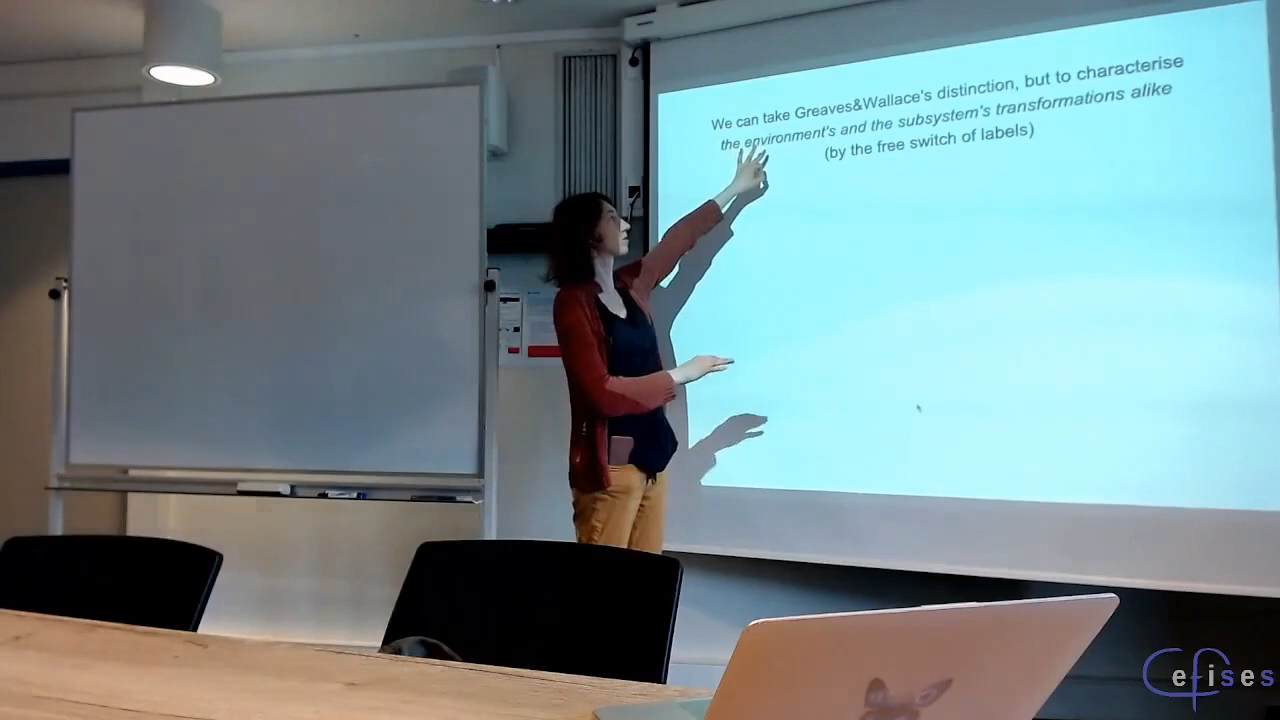 We can take Greaves&Wallace's distinction, but to characterise
the environment's and the subsystem's transformations alike
(by the free switch of labels)
efises